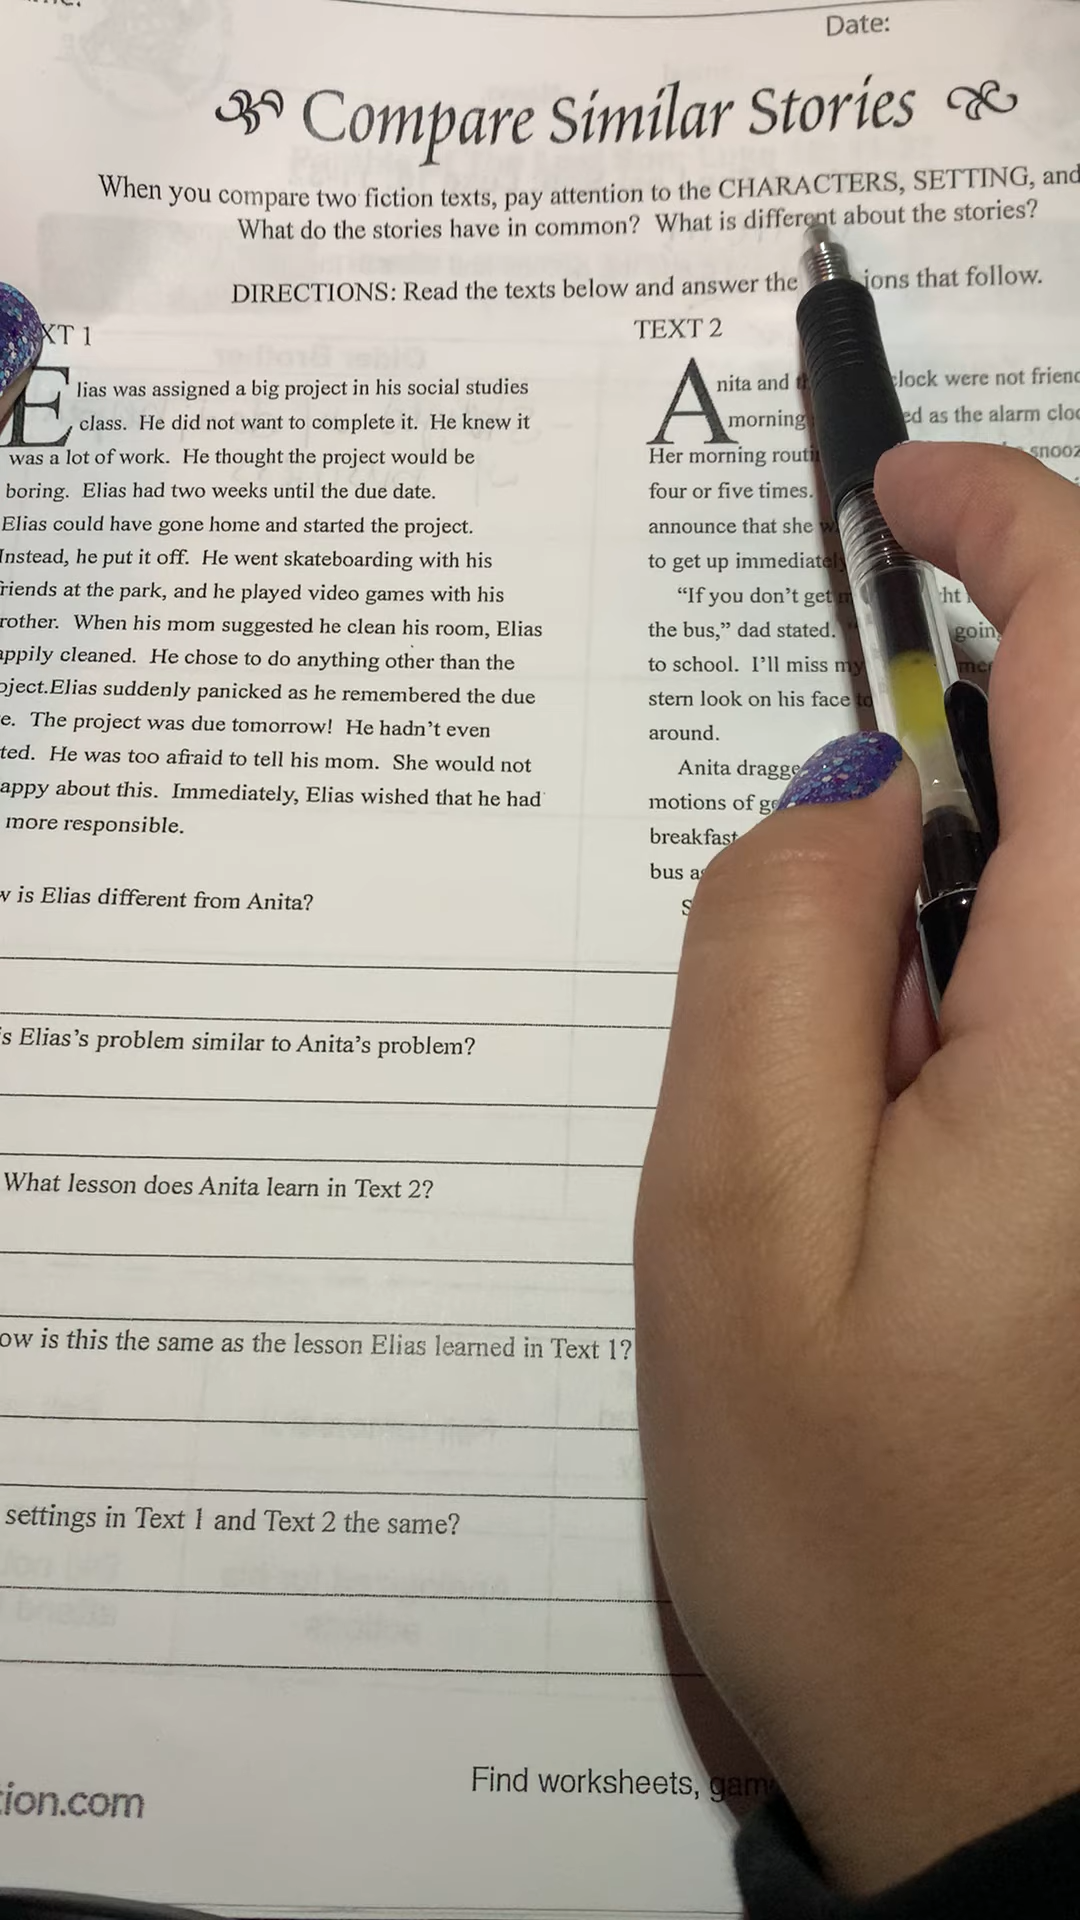 Date:
Compare Similar Stories
When you compare two fiction texts, pay attention to the CHARACTERS, SETTING, and
What do the stories have in common? What is different about the stories?
DIRECTIONS: Read the texts below and answer the ions that follow.
XT 1
Elias was assigned a big project in his social studies
class. He did not want to complete it. He knew it
was a lot of work. He thought the project would be
boring. Elias had two weeks until the due date.
Elias could have gone home and started the project.
Instead, he put it off. He went skateboarding with his
riends at the park, and he played video games with his
rother. When his mom suggested he clean his room, Elias
appily cleaned. He chose to do anything other than the
oject.Elias suddenly panicked as he remembered the due
e. The project was due tomorrow! He hadn't even
ted. He was too afraid to tell his mom. She would not
appy about this. Immediately, Elias wished that he had
more responsible.
TEXT 2
Anita and clock were not frien
morning ed as the alarm clo
Her morning routi snooz
four or five times.
announce that she w
to get up immediately
"If you don't get ht
the bus," dad stated. going
to school. I'll miss my
stern look on his face to
around.
Anita dragge
motions of ge
breakfast
bus a
S
w is Elias different from Anita?
s Elias's problem similar to Anita's problem?
What lesson does Anita learn in Text 2?
ow is this the same as the lesson Elias learned in Text 1?
settings in Text 1 and Text 2 the same?
tion.com
Find worksheets, gam